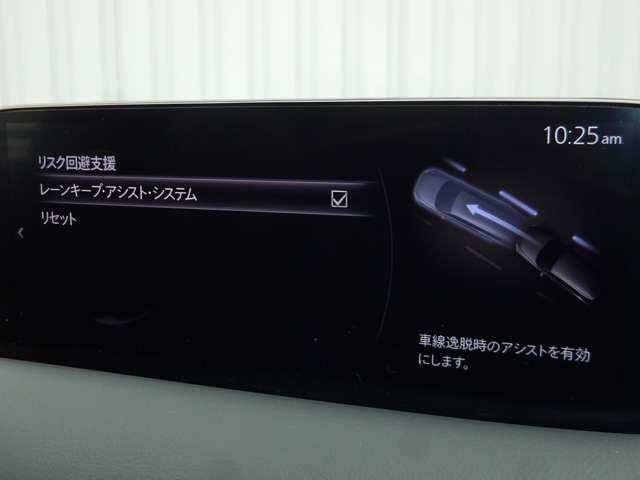 10:25am
リスク回避支援
レーンキープ･アシスト･システム
リセット
車線逸脱時のアシストを有効
にします。